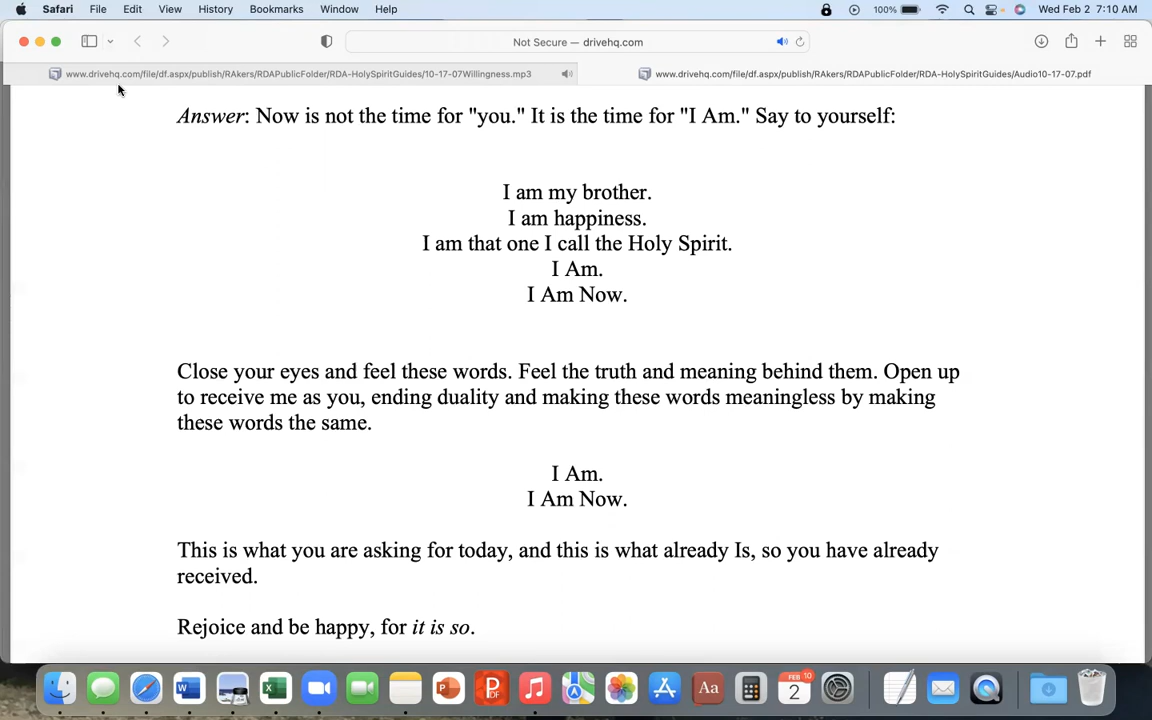 Safari File Edit View History Bookmarks Window Help 100% Wed Feb 2 7:10 AM
Not Secure — drivehq.com
www.drivehq.com/file/df.aspx/publish/RAkers/RDAPublicFolder/RDA-HolySpiritGuides/10-17-07Willingness.mp3 www.drivehq.com/file/df.aspx/publish/RAkers/RDAPublicFolder/RDA-HolySpiritGuides/Audio10-17-07.pdf
Answer: Now is not the time for "you." It is the time for "I Am." Say to yourself:
I am my brother.
I am happiness.
I am that one I call the Holy Spirit.
I Am.
I Am Now.
Close your eyes and feel these words. Feel the truth and meaning behind them. Open up
to receive me as you, ending duality and making these words meaningless by making
these words the same.
I Am.
I Am Now.
This is what you are asking for today, and this is what already Is, so you have already
received.
Rejoice and be happy, for it is so.
W X P PDF Aa FEB 2 10